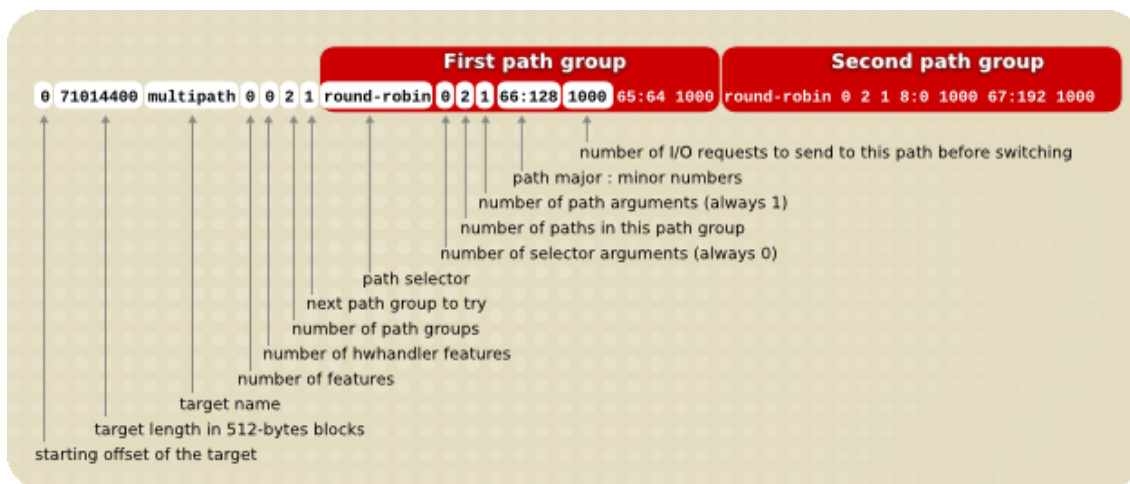 First path group Second path group
0 71014400 multipath 0 0 2 1 round-robin 0 2 1 66:128 1000 65:64 1000 round-robin 0 2 1 8:0 1000 67:192 1000
number of I/O requests to send to this path before switching
path major : minor numbers
number of path arguments (always 1)
number of paths in this path group
number of selector arguments (always 0)
path selector
next path group to try
number of path groups
number of hwhandler features
number of features
target name
target length in 512-bytes blocks
starting offset of the target